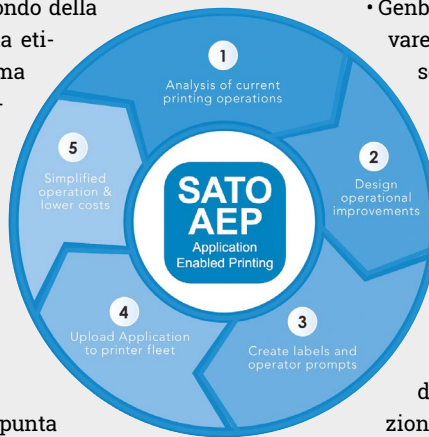 ondo della
a eti-
ma
• Genb
vare
se
1
Analysis of current
printing operations
2
Design
operational
improvements
3
Create labels and
operator prompts
4
Upload Application
to printer fleet
5
Simplified
operation &
lower costs
SATO
AEP
Application
Enabled Printing
punta
d
zion